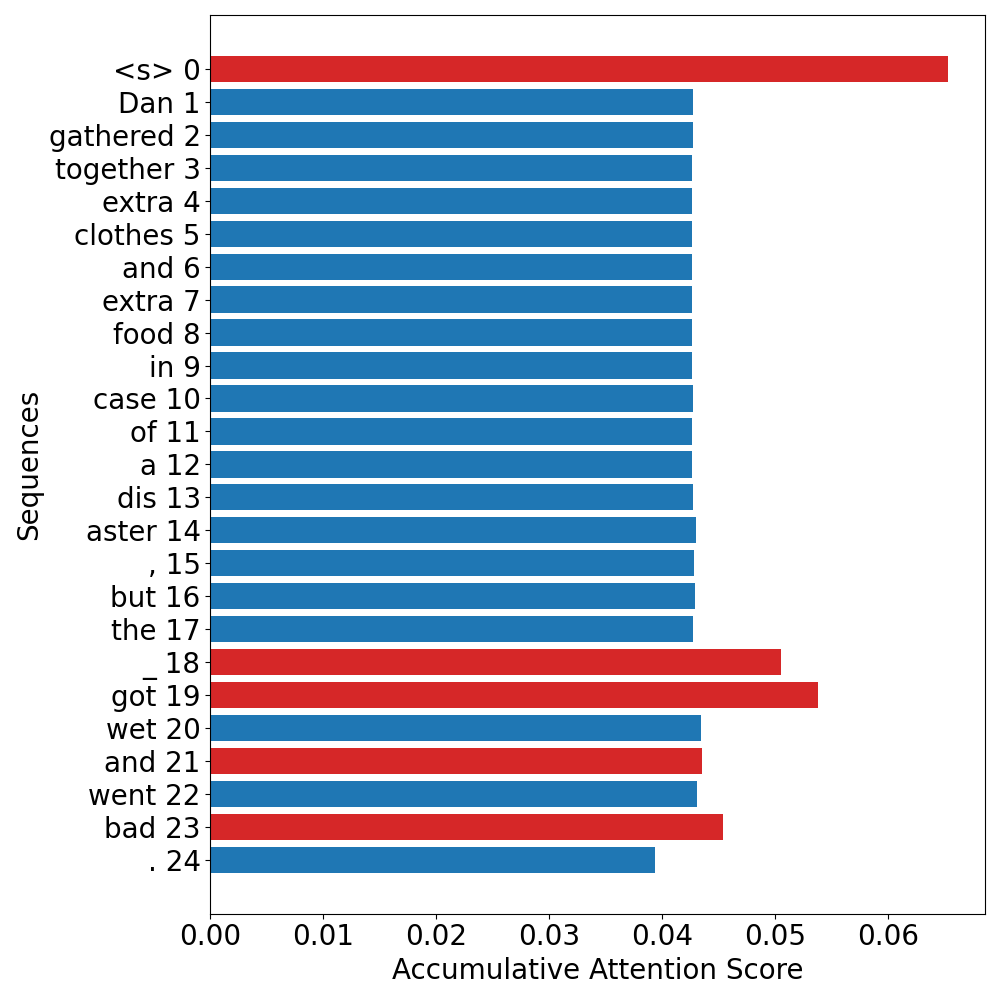 <s> 0
Dan 1
gathered 2
together 3
extra 4
clothes 5
and 6
extra 7
food 8
in 9
case 10
of 11
a 12
dis 13
aster 14
, 15
but 16
the 17
_ 18
got 19
wet 20
and 21
went 22
bad 23
. 24
Sequences
0.00 0.01 0.02 0.03 0.04 0.05 0.06
Accumulative Attention Score